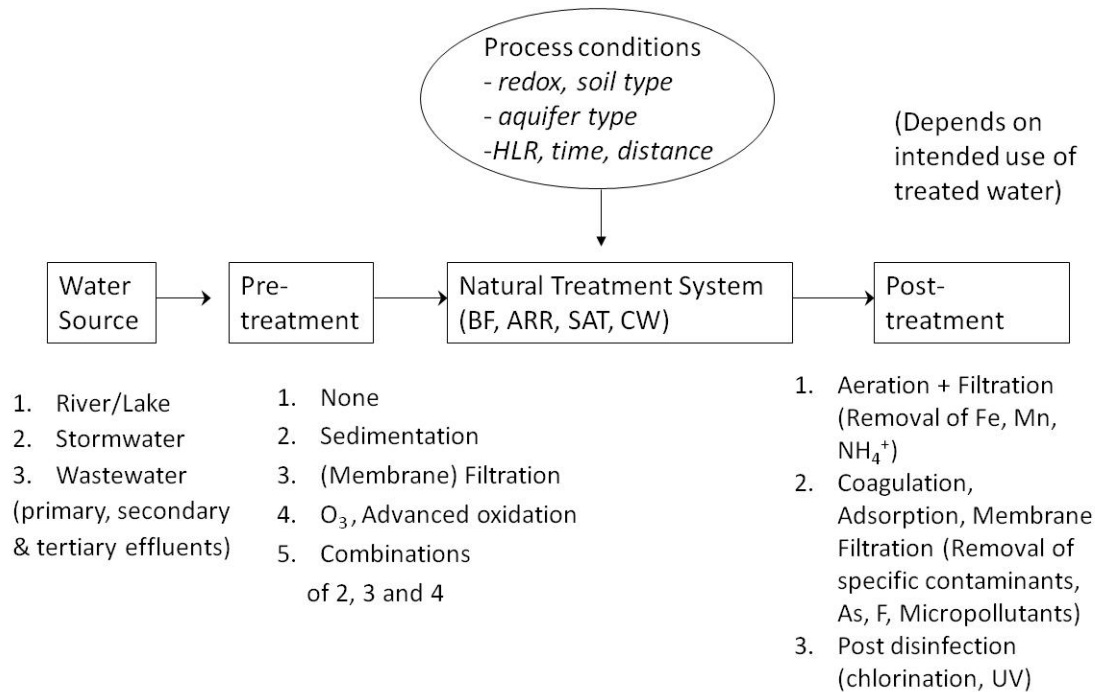 Process conditions
- redox, soil type
- aquifer type
-HLR, time, distance
(Depends on
intended use of
treated water)
Water
Source
Pre-
treatment
Natural Treatment System
(BF, ARR, SAT, CW)
Post-
treatment
1. River/Lake
2. Stormwater
3. Wastewater
(primary, secondary
& tertiary effluents)
1. None
2. Sedimentation
3. (Membrane) Filtration
4. O₃, Advanced oxidation
5. Combinations
of 2, 3 and 4
1. Aeration + Filtration
(Removal of Fe, Mn,
NH₄⁺)
2. Coagulation,
Adsorption, Membrane
Filtration (Removal of
specific contaminants,
As, F, Micropollutants)
3. Post disinfection
(chlorination, UV)